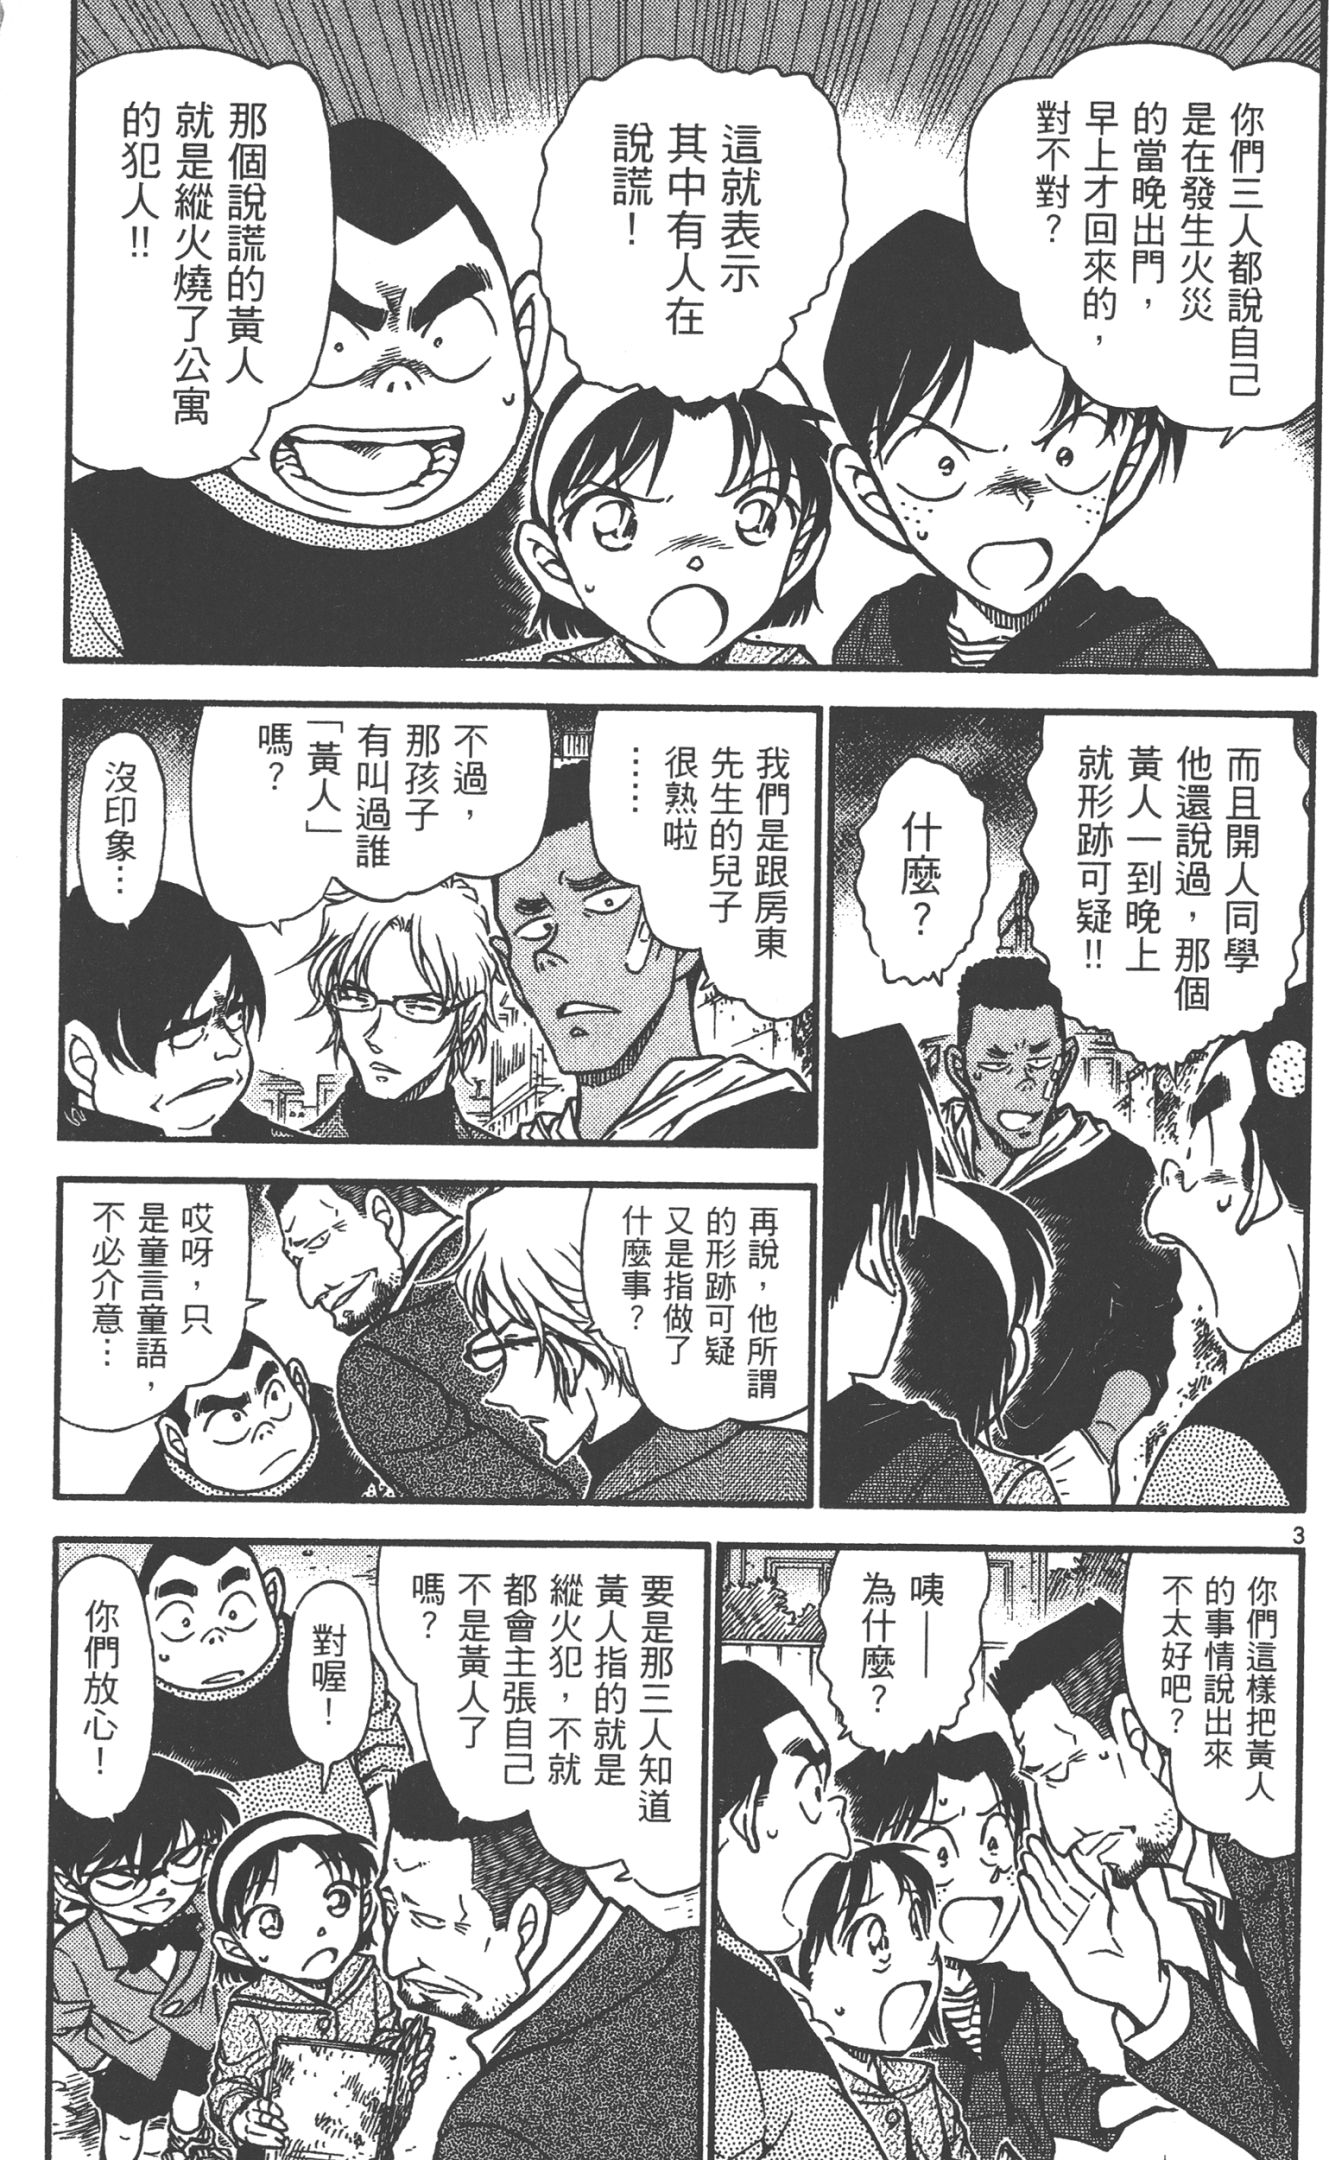 你們三人都說自己
是在發生火災
的當晚出門，
早上才回來的，
對不對？
這就表示
其中有人在
說謊！
那個說謊的黃人
就是縱火燒了公寓
的犯人!!
而且開人同學
他還說過，那個
黃人一到晚上
就形跡可疑!!
什麼？
我們是跟房東
先生的兒子
很熟啦
……
不過，
那孩子
有叫過誰
「黃人」
嗎？
沒印象…
再說，他所謂
的形跡可疑
又是指做了
什麼事？
哎呀，只
是童言童語，
不必介意…
3
你們這樣把黃人
的事情說出來
不太好吧？
咦——
為什麼？
要是那三人知道
黃人指的就是
縱火犯，不就
都會主張自己
不是黃人了
嗎？
對喔！
你們放心！